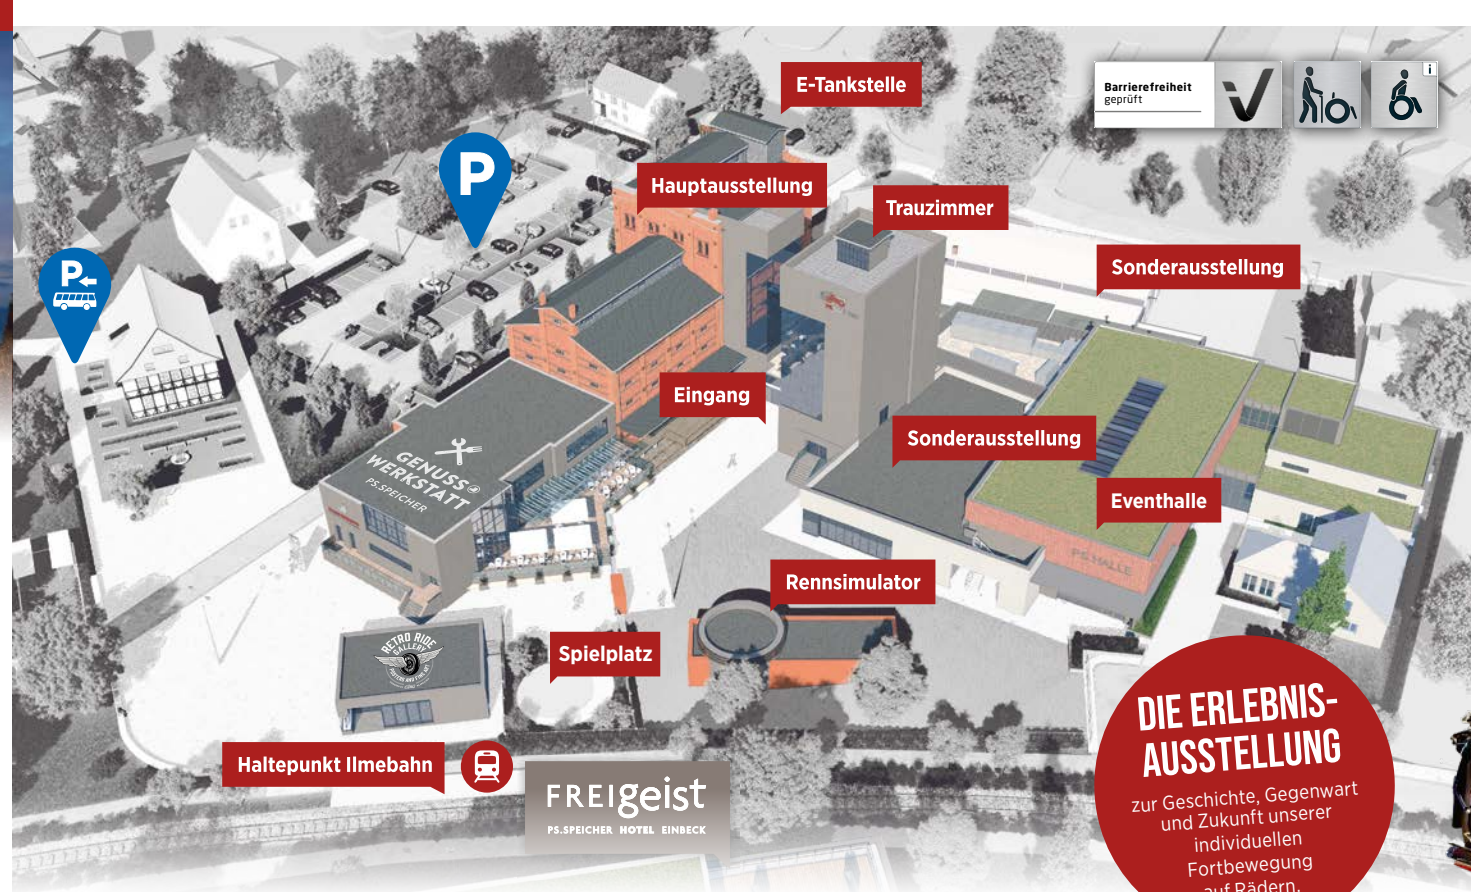 E-Tankstelle
Barrierefreiheit
geprüft
i
P
Hauptausstellung
Trauzimmer
Sonderausstellung
P
Eingang
Sonderausstellung
GENUSS
WERKSTATT
PS.SPEICHER
Eventhalle
PS.HALLE
Rennsimulator
RETRO RIDE
GALLERY
Spielplatz
Haltepunkt Ilmebahn
FREIgeist
PS.SPEICHER HOTEL EINBECK
DIE ERLEBNIS-
AUSSTELLUNG
zur Geschichte, Gegenwart
und Zukunft unserer
individuellen
Fortbewegung
auf Rädern.